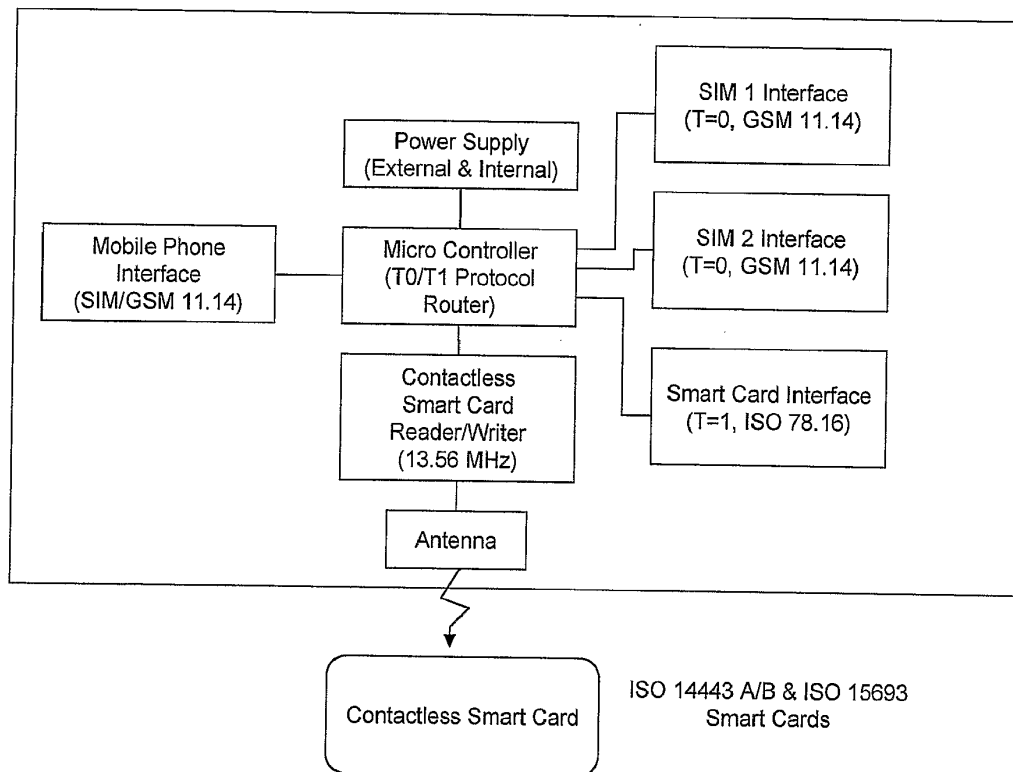 SIM 1 Interface
(T=0, GSM 11.14)
Power Supply
(External & Internal)
Mobile Phone
Interface
(SIM/GSM 11.14)
Micro Controller
(T0/T1 Protocol
Router)
SIM 2 Interface
(T=0, GSM 11.14)
Contactless
Smart Card
Reader/Writer
(13.56 MHz)
Smart Card Interface
(T=1, ISO 78.16)
Antenna
Contactless Smart Card
ISO 14443 A/B & ISO 15693
Smart Cards